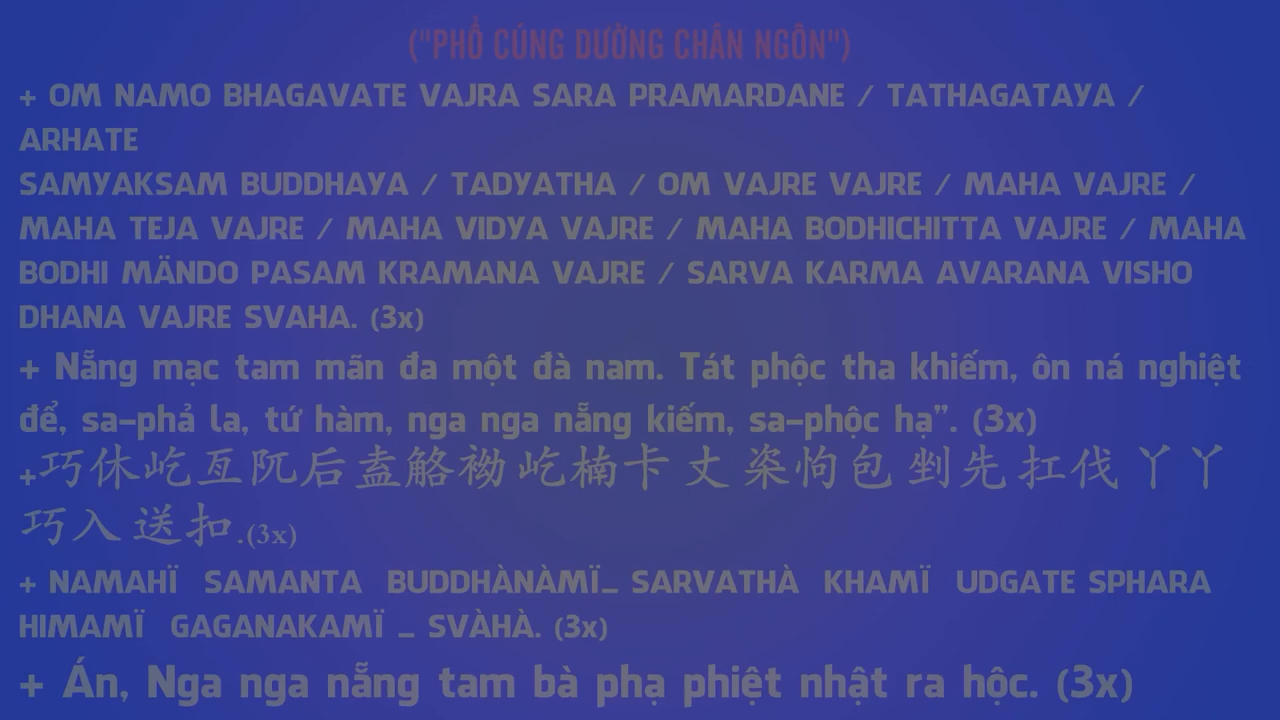 ("PHỔ CÚNG DƯỜNG CHÂN NGÔN")
+ OM NAMO BHAGAVATE VAJRA SARA PRAMARDANE / TATHAGATAYA /
ARHATE
SAMYAKSAM BUDDHAYA / TADYATHA / OM VAJRE VAJRE / MAHA VAJRE /
MAHA TEJA VAJRE / MAHA VIDYA VAJRE / MAHA BODHICHITTA VAJRE / MAHA
BODHI MÄNDO PASAM KRAMANA VAJRE / SARVA KARMA AVARANA VISHO
DHANA VAJRE SVAHA. (3x)
+ Nẵng mạc tam mãn đa một đà nam. Tát phộc tha khiếm, ôn ná nghiệt
để, sa-phả la, tứ hàm, nga nga nẵng kiếm, sa-phộc hạ”. (3x)
+巧休屹亙阢后盍觡袎屹楠卡丈姿怐包剉先扛伐丫丫
巧入送扣.(3x)
+ NAMAHÏ SAMANTA BUDDHÀNÀMÏ_ SARVATHÀ KHAMÏ UDGATE SPHARA
HIMAMÏ GAGANAKAMÏ _ SVÀHÀ. (3x)
+ Án, Nga nga nẵng tam bà phạ phiệt nhật ra hộc. (3x)